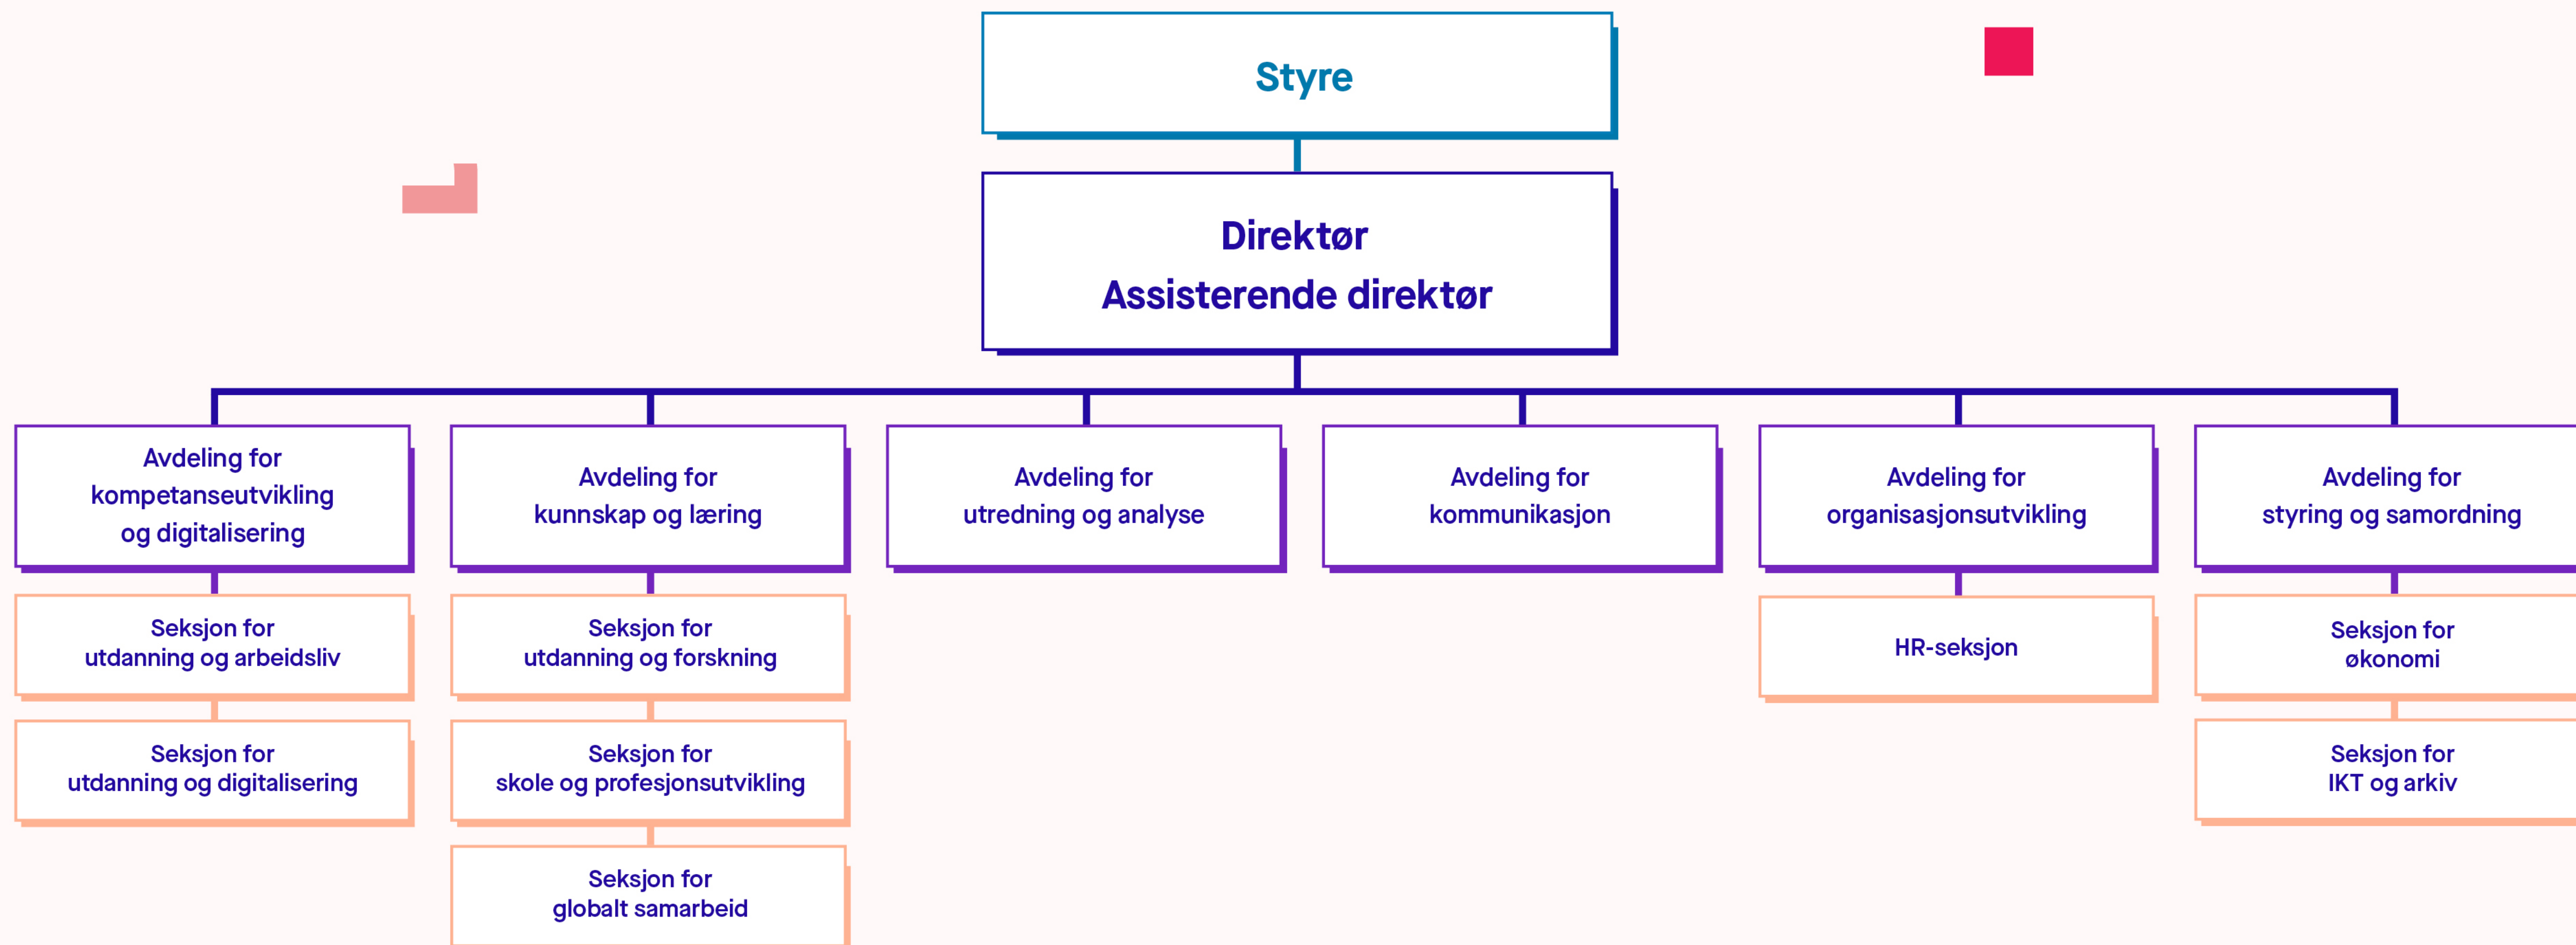 Styre
Direktør
Assisterende direktør
Avdeling for
kompetanseutvikling
og digitalisering
Seksjon for
utdanning og arbeidsliv
Seksjon for
utdanning og digitalisering
Avdeling for
kunnskap og læring
Seksjon for
utdanning og forskning
Seksjon for
skole og profesjonsutvikling
Seksjon for
globalt samarbeid
Avdeling for
utredning og analyse
Avdeling for
kommunikasjon
Avdeling for
organisasjonsutvikling
HR-seksjon
Avdeling for
styring og samordning
Seksjon for
økonomi
Seksjon for
IKT og arkiv